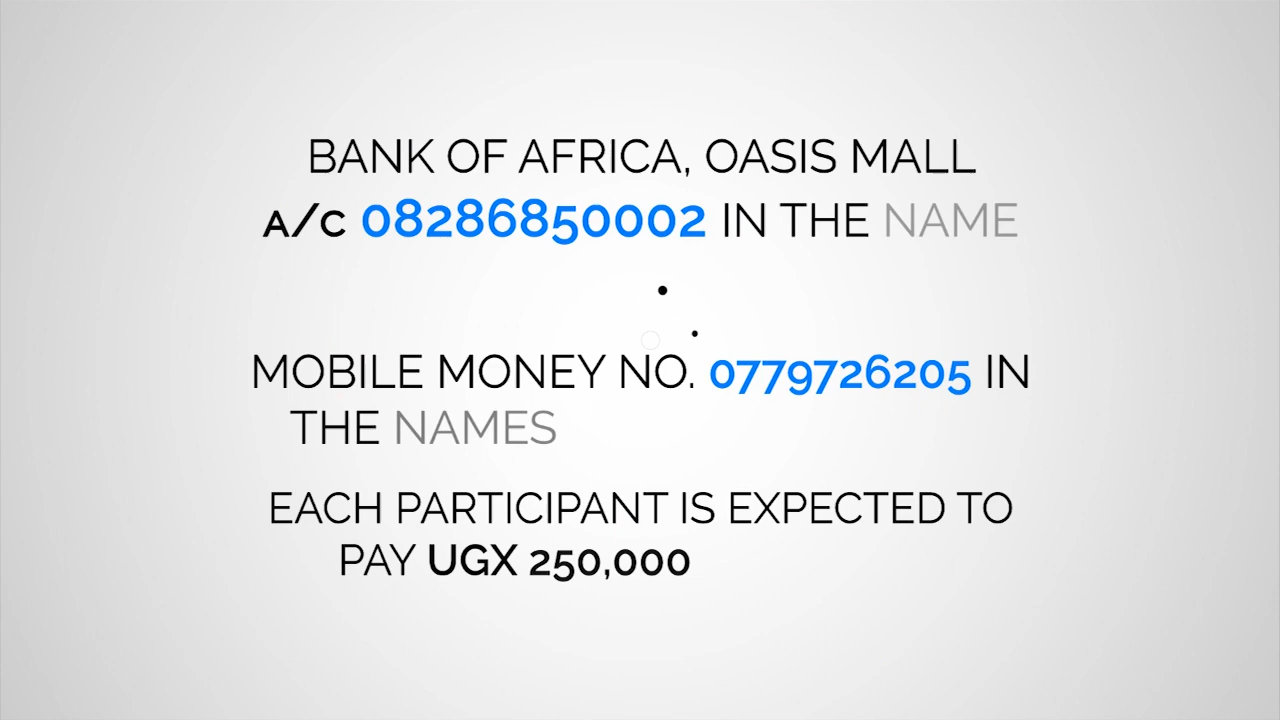 BANK OF AFRICA, OASIS MALL
A/C 08286850002 IN THE NAME
MOBILE MONEY NO. 0779726205 IN
THE NAMES
EACH PARTICIPANT IS EXPECTED TO
PAY UGX 250,000